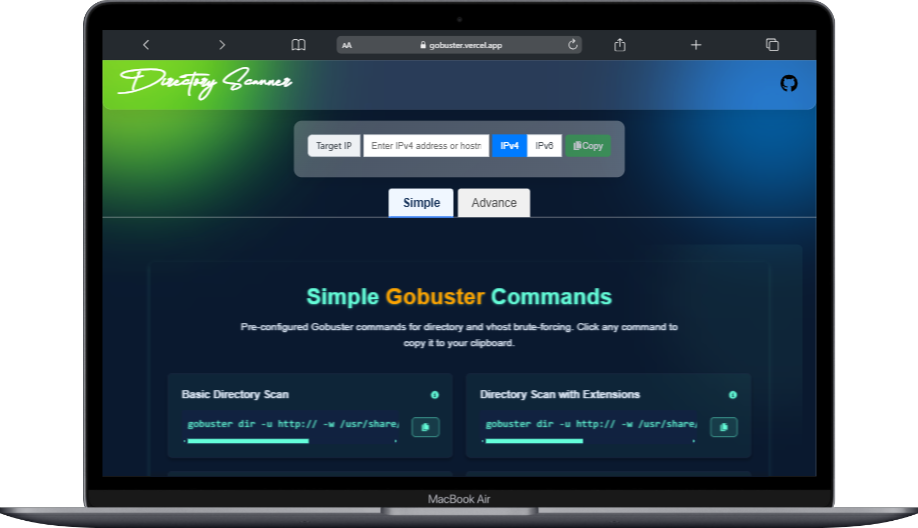 AA gobuster.vercel.app
Directory Scanner
Target IP Enter IPv4 address or hostn IPv4 IPv6 Copy
Simple Advance
Simple Gobuster Commands
Pre-configured Gobuster commands for directory and vhost brute-forcing. Click any command to
copy it to your clipboard.
Basic Directory Scan
gobuster dir -u http:// -w /usr/share/
Directory Scan with Extensions
gobuster dir -u http:// -w /usr/share/
MacBook Air